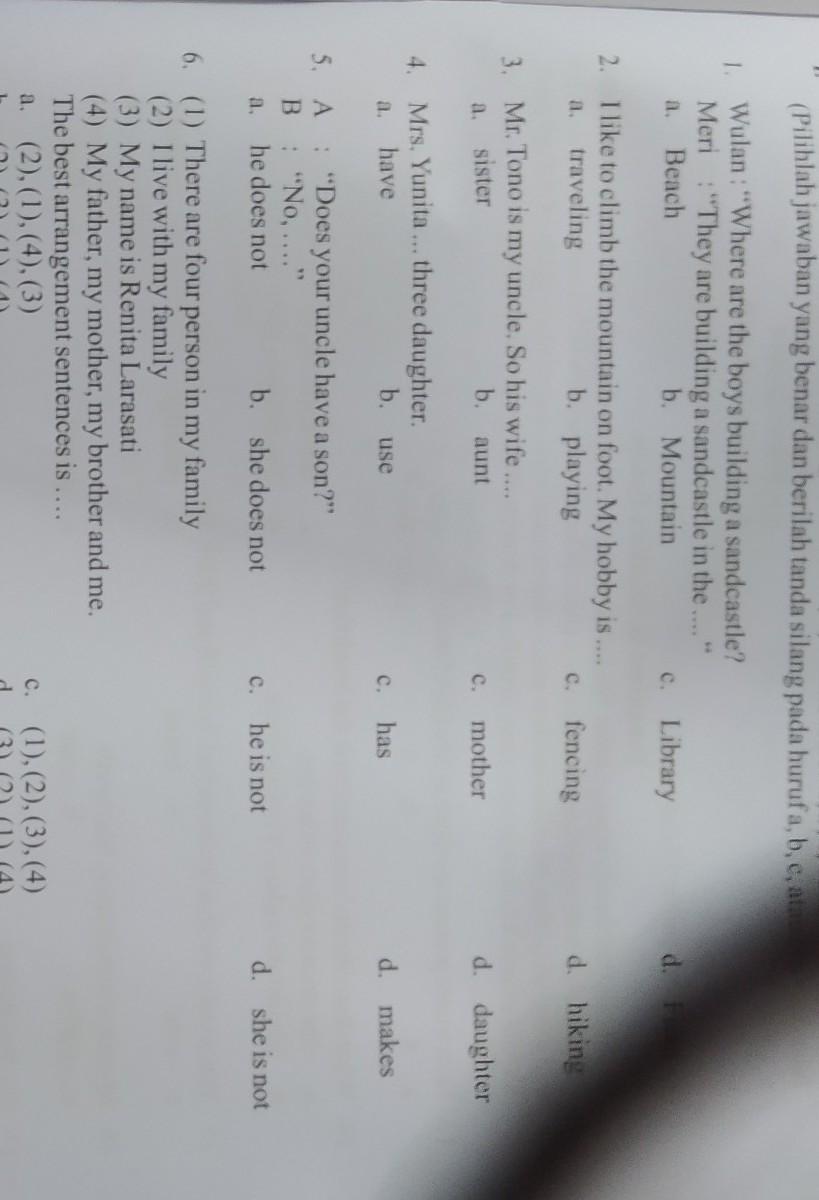 (Pilihlah jawaban yang benar dan berilah tanda silang pada huruf a, b, c,
1. Wulan : “Where are the boys building a sandcastle?
Meri : “They are building a sandcastle in the .... “
a. Beach b. Mountain c. Library d.
2. I like to climb the mountain on foot. My hobby is ....
a. traveling b. playing c. fencing d. hiking
3. Mr. Tono is my uncle. So his wife ....
a. sister b. aunt c. mother d. daughter
4. Mrs. Yunita ... three daughter.
a. have b. use c. has d. makes
5. A : “Does your uncle have a son?”
B : “No, ....”
a. he does not b. she does not c. he is not d. she is not
6. (1) There are four person in my family
(2) I live with my family
(3) My name is Renita Larasati
(4) My father, my mother, my brother and me.
The best arrangement sentences is ....
a. (2), (1), (4), (3) c. (1), (2), (3), (4)
d. (3), (2), (1), (4)